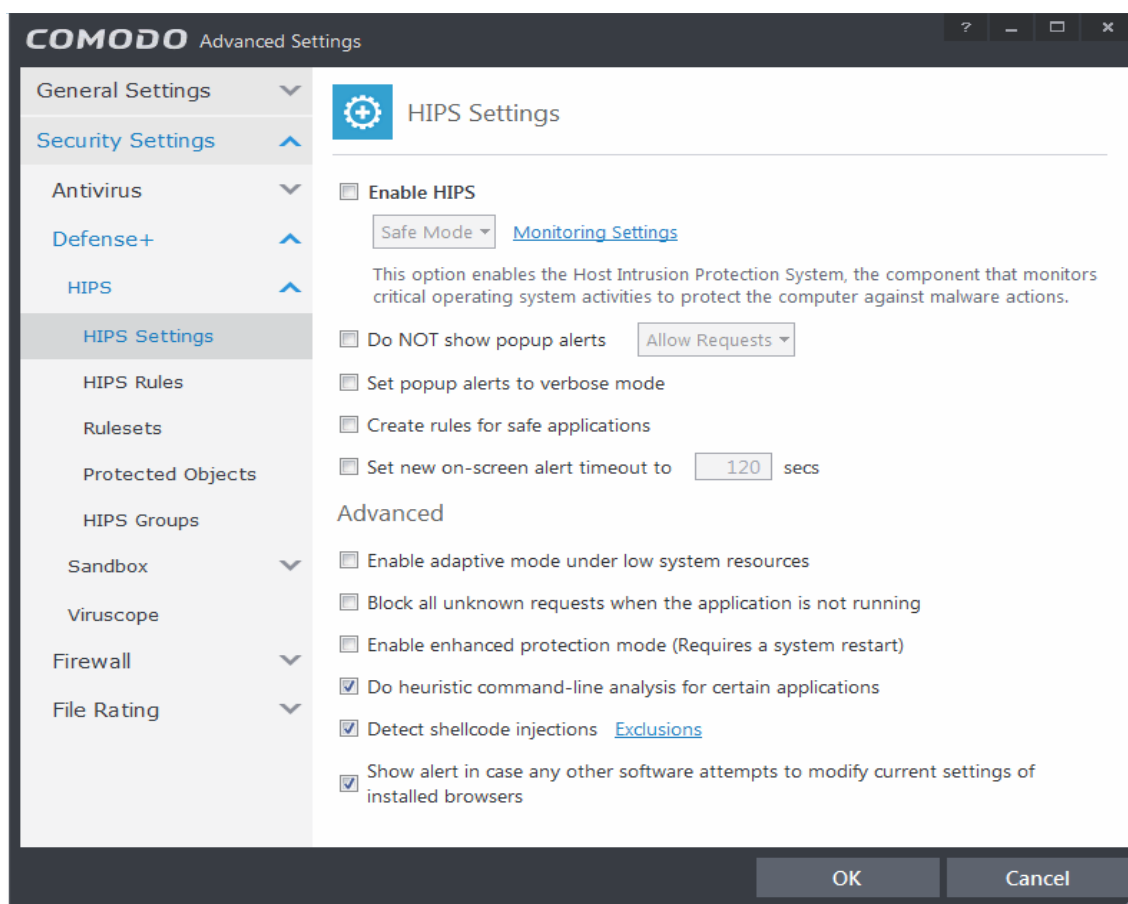 COMODO Advanced Settings
?
General Settings
Security Settings
Antivirus
Defense+
HIPS
HIPS Settings
HIPS Rules
Rulesets
Protected Objects
HIPS Groups
Sandbox
Viruscope
Firewall
File Rating
HIPS Settings
Enable HIPS
Safe Mode Monitoring Settings
This option enables the Host Intrusion Protection System, the component that monitors
critical operating system activities to protect the computer against malware actions.
Do NOT show popup alerts Allow Requests
Set popup alerts to verbose mode
Create rules for safe applications
Set new on-screen alert timeout to 120 secs
Advanced
Enable adaptive mode under low system resources
Block all unknown requests when the application is not running
Enable enhanced protection mode (Requires a system restart)
Do heuristic command-line analysis for certain applications
Detect shellcode injections Exclusions
Show alert in case any other software attempts to modify current settings of
installed browsers
OK Cancel